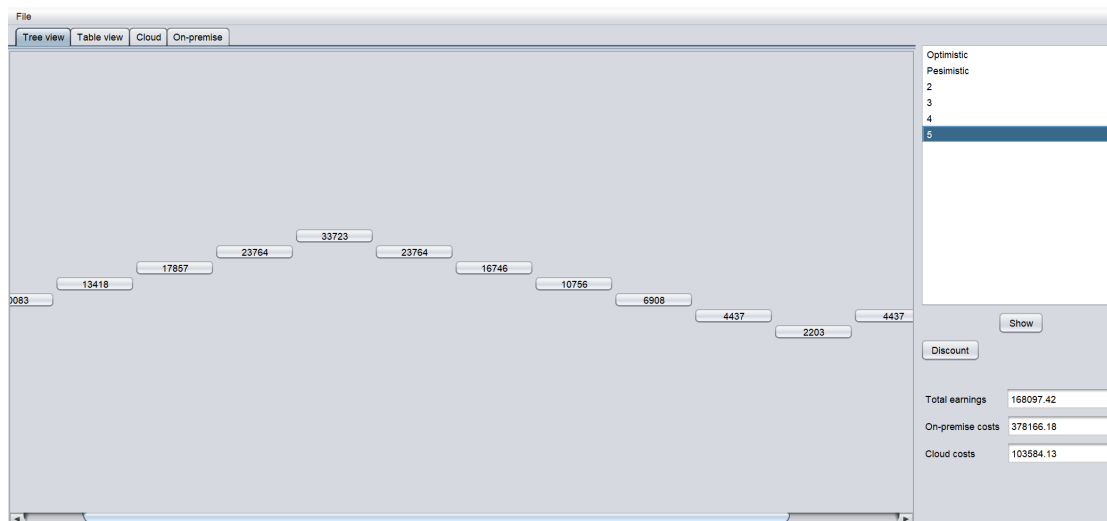 File
Tree view Table view Cloud On-premise
Optimistic
Pesimistic
2
3
4
5
33723
23764 23764
17857 16746
13418 10756
0083 6908
4437 4437
2203
Show
Discount
Total earnings 168097.42
On-premise costs 378166.18
Cloud costs 103584.13